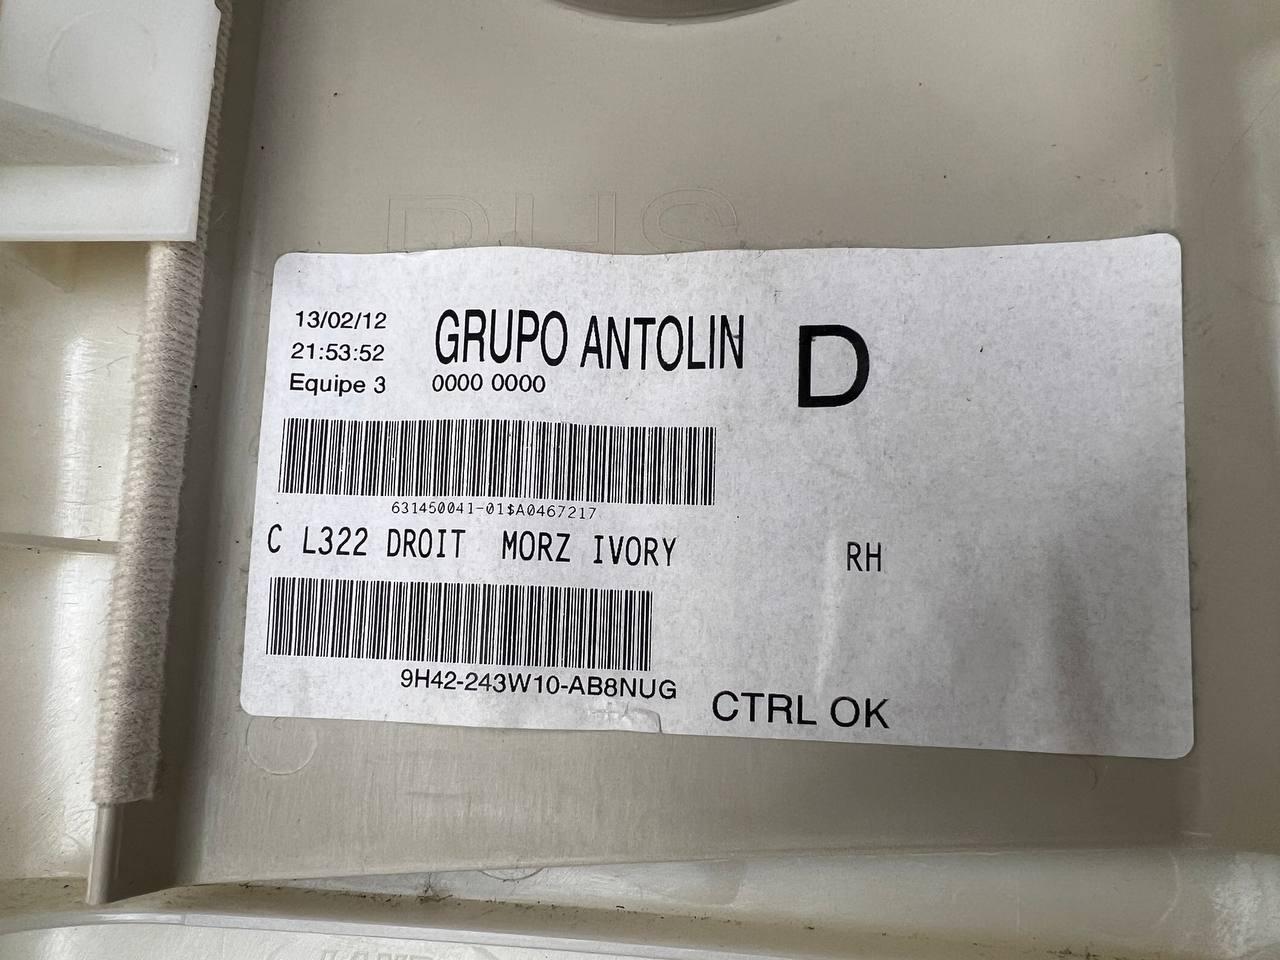 RHS
13/02/12
21:53:52
Equipe 3
GRUPO ANTOLIN
0000 0000
D
631450041-01$A0467217
C L322 DROIT MORZ IVORY RH
9H42-243W10-AB8NUG
CTRL OK